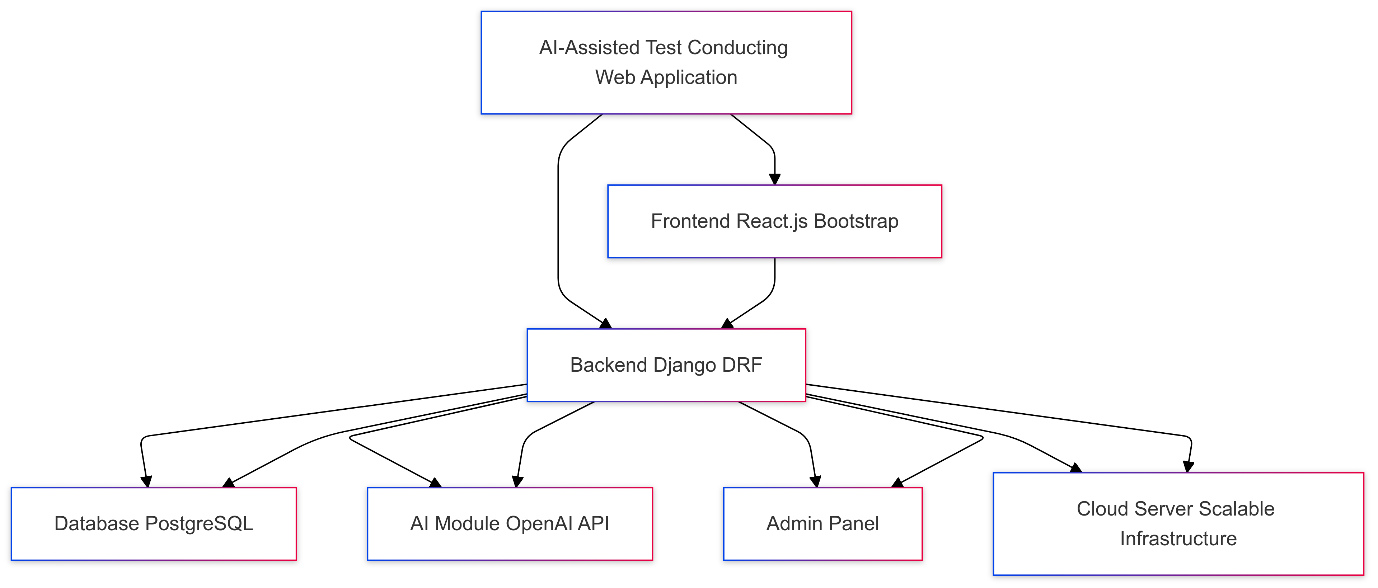 AI-Assisted Test Conducting
Web Application
Frontend React.js Bootstrap
Backend Django DRF
Database PostgreSQL
AI Module OpenAI API
Admin Panel
Cloud Server Scalable
Infrastructure